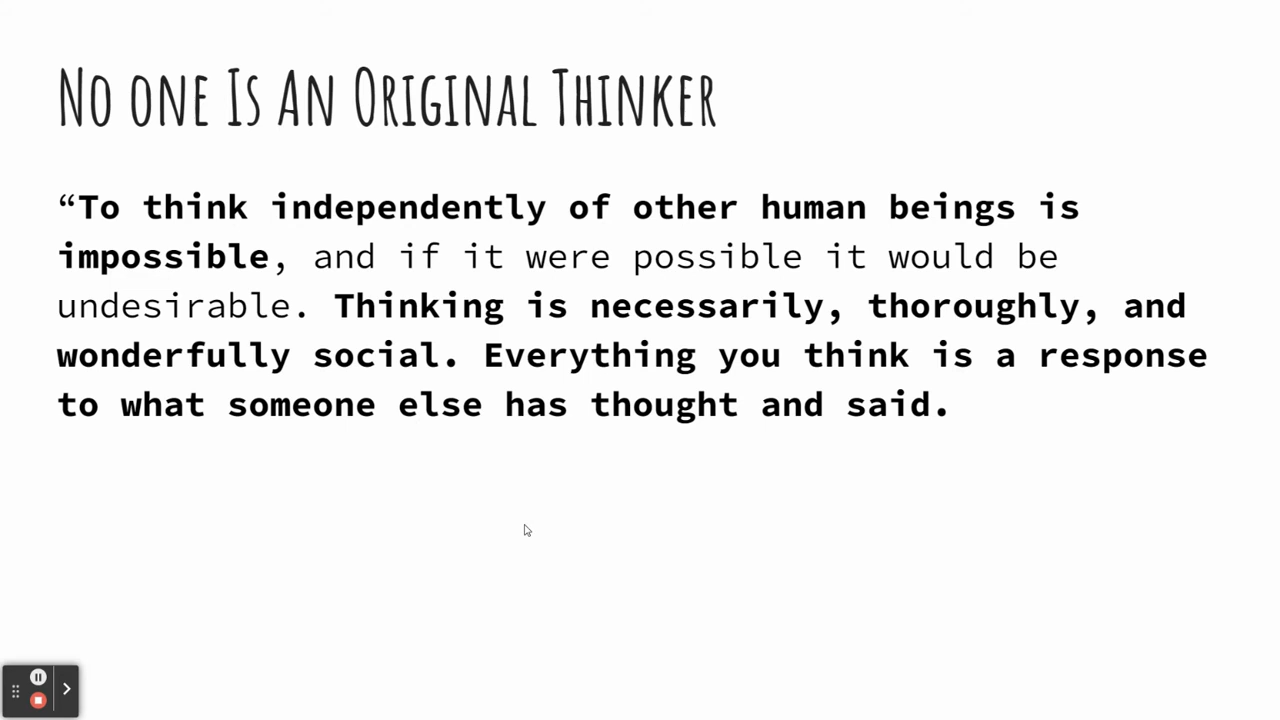 No one Is An Original Thinker
“To think independently of other human beings is
impossible, and if it were possible it would be
undesirable. Thinking is necessarily, thoroughly, and
wonderfully social. Everything you think is a response
to what someone else has thought and said.